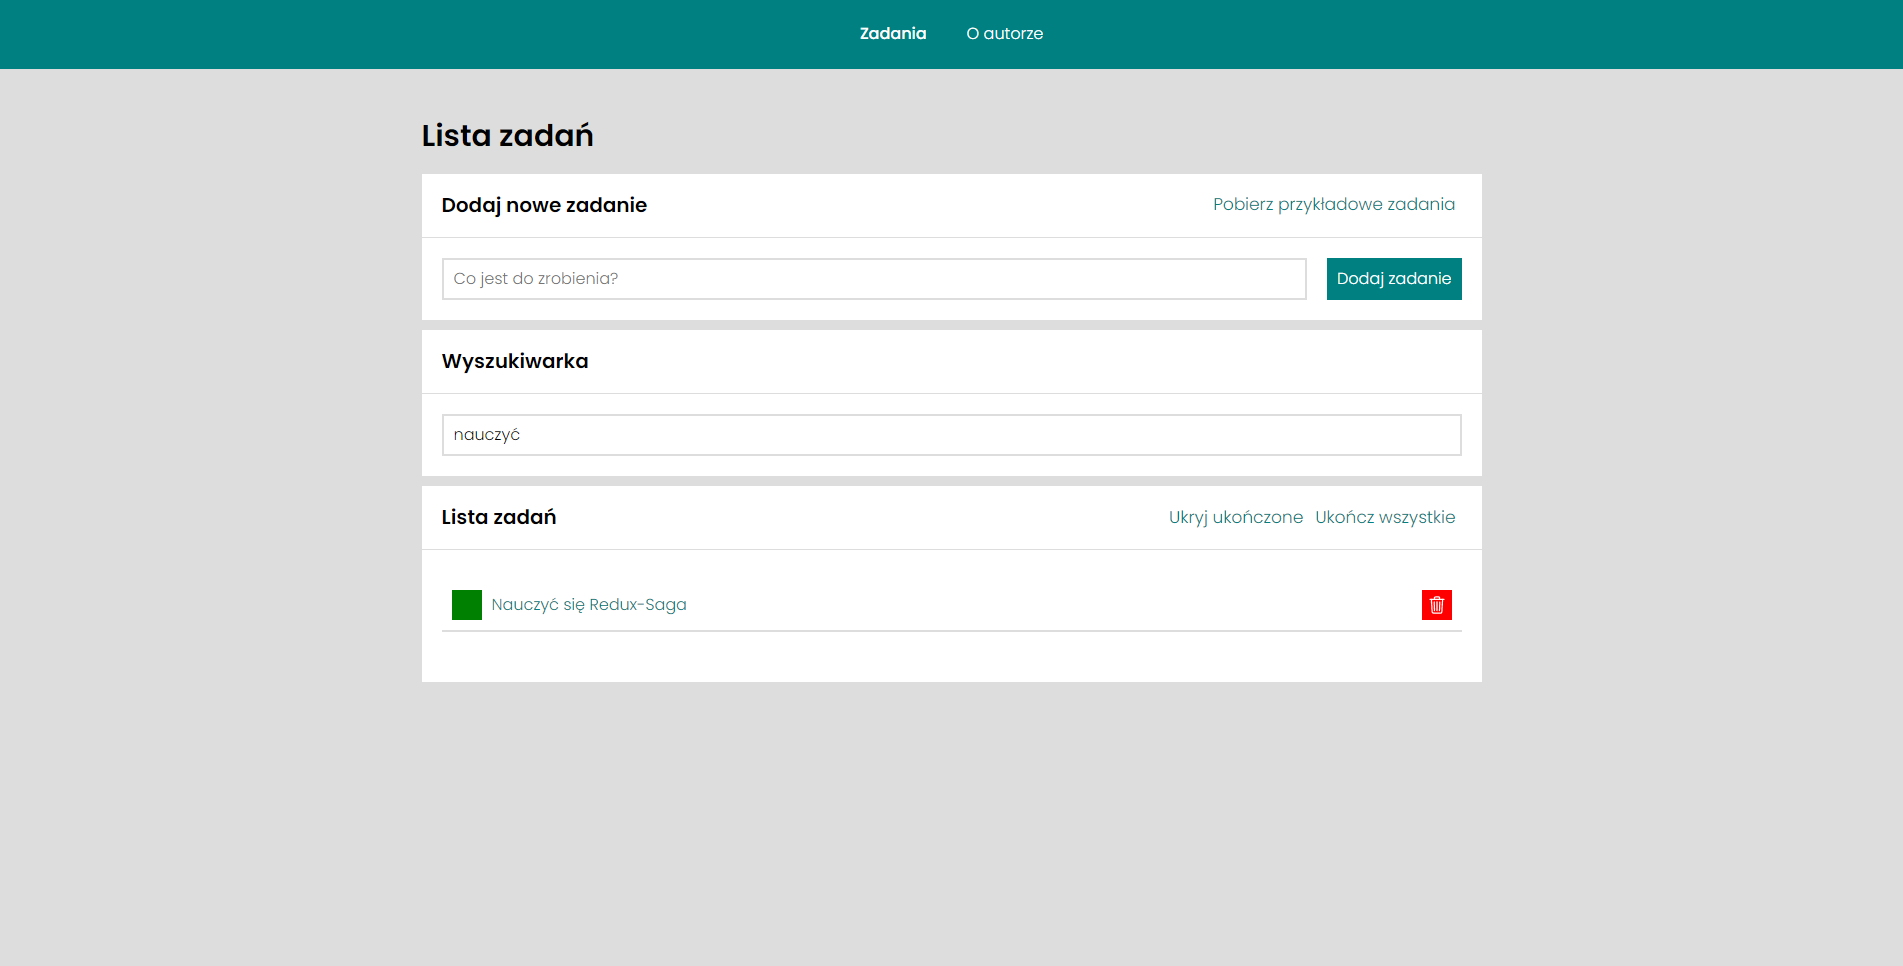 Zadania O autorze
Lista zadań
Dodaj nowe zadanie Pobierz przykładowe zadania
Co jest do zrobienia? Dodaj zadanie
Wyszukiwarka
nauczyć
Lista zadań Ukryj ukończone Ukończ wszystkie
Nauczyć się Redux-Saga